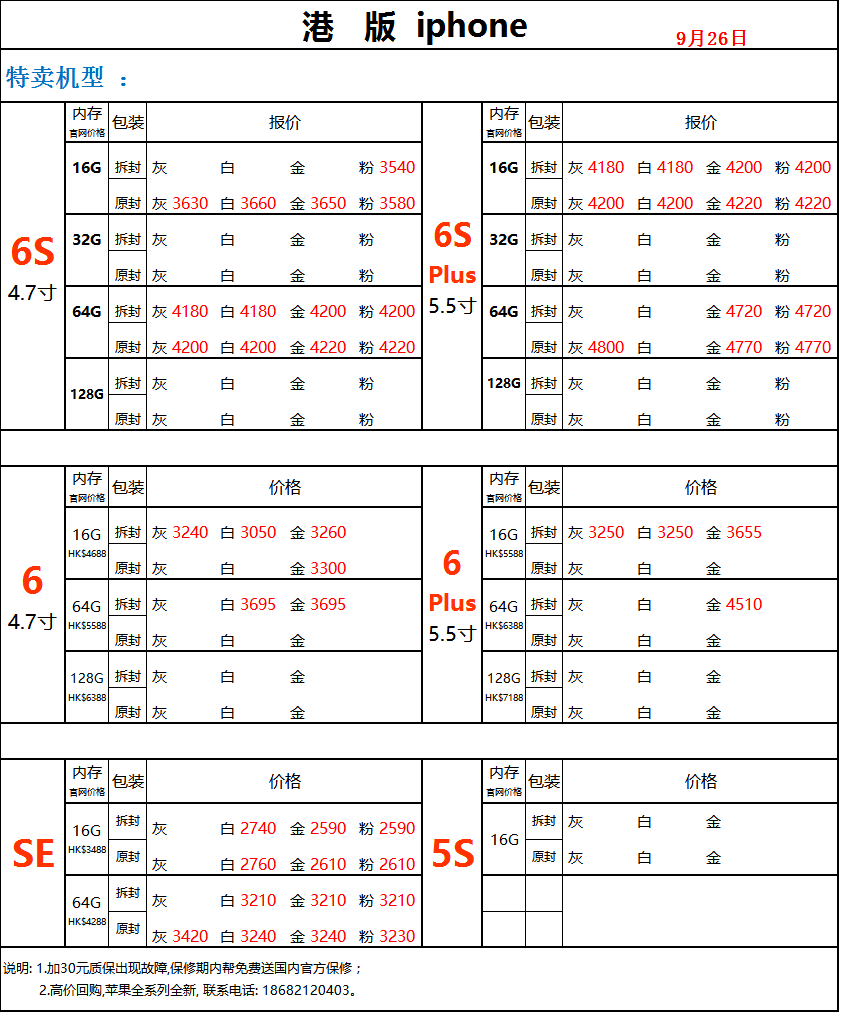 港 版 iphone
9月26日
特卖机型 ：
内存 官网价格 包装 报价 内存 官网价格 包装 报价
6S 4.7寸 6S Plus 5.5寸
16G 拆封 灰 白 金 粉 3540 16G 拆封 灰 4180 白 4180 金 4200 粉 4200
原封 灰 3630 白 3660 金 3650 粉 3580 原封 灰 4200 白 4200 金 4220 粉 4220
32G 拆封 灰 白 金 粉 32G 拆封 灰 白 金 粉
原封 灰 白 金 粉 原封 灰 白 金 粉
64G 拆封 灰 4180 白 4180 金 4200 粉 4200 64G 拆封 灰 白 金 4720 粉 4720
原封 灰 4200 白 4200 金 4220 粉 4220 原封 灰 4800 白 金 4770 粉 4770
128G 拆封 灰 白 金 粉 128G 拆封 灰 白 金 粉
原封 灰 白 金 粉 原封 灰 白 金 粉
内存 官网价格 包装 价格 内存 官网价格 包装 价格
6 4.7寸 6 Plus 5.5寸
16G HK$4688 拆封 灰 3240 白 3050 金 3260 16G HK$5588 拆封 灰 3250 白 3250 金 3655
原封 灰 白 金 3300 原封 灰 白 金
64G HK$5588 拆封 灰 白 3695 金 3695 64G HK$6388 拆封 灰 白 金 4510
原封 灰 白 金 原封 灰 白 金
128G HK$6388 拆封 灰 白 金 128G HK$7188 拆封 灰 白 金
原封 灰 白 金 原封 灰 白 金
内存 官网价格 包装 价格 内存 官网价格 包装 价格
SE 5S
16G HK$3488 拆封 灰 白 2740 金 2590 粉 2590 16G 拆封 灰 白 金
原封 灰 白 2760 金 2610 粉 2610 原封 灰 白 金
64G HK$4288 拆封 灰 白 3210 金 3210 粉 3210
原封 灰 3420 白 3240 金 3240 粉 3230
说明: 1.加30元质保出现故障,保修期内帮免费送国内官方保修；
2.高价回购,苹果全系列全新, 联系电话: 18682120403。